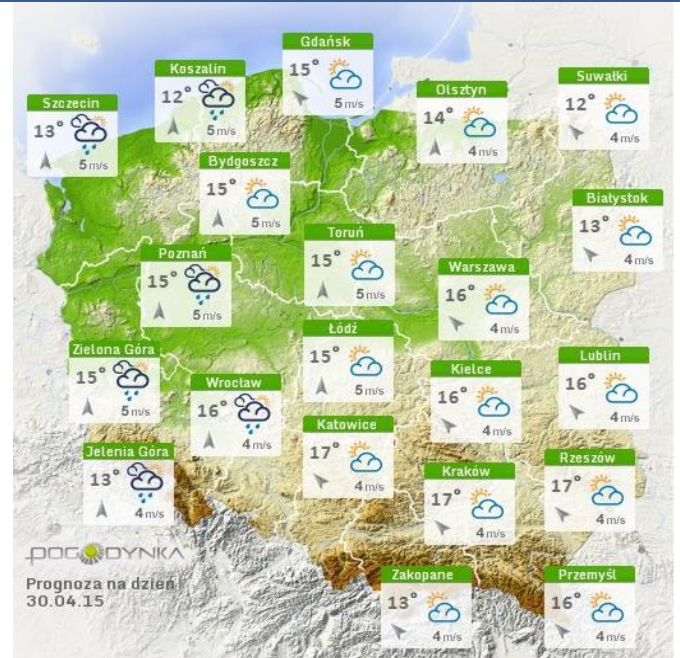 Gdańsk
15°
5 m/s
Koszalin
12°
5 m/s
Suwałki
12°
4 m/s
Olsztyn
14°
4 m/s
Szczecin
13°
5 m/s
Bydgoszcz
15°
5 m/s
Białystok
13°
4 m/s
Toruń
15°
5 m/s
Poznań
15°
5 m/s
Warszawa
16°
4 m/s
Łódź
15°
5 m/s
Zielona Góra
15°
5 m/s
Wrocław
16°
4 m/s
Kielce
16°
4 m/s
Lublin
16°
4 m/s
Katowice
17°
4 m/s
Jelenia Góra
13°
4 m/s
Kraków
17°
4 m/s
Rzeszów
17°
4 m/s
POGODYNKA
Prognoza na dzień
30.04.15
Zakopane
13°
4 m/s
Przemyśl
16°
4 m/s